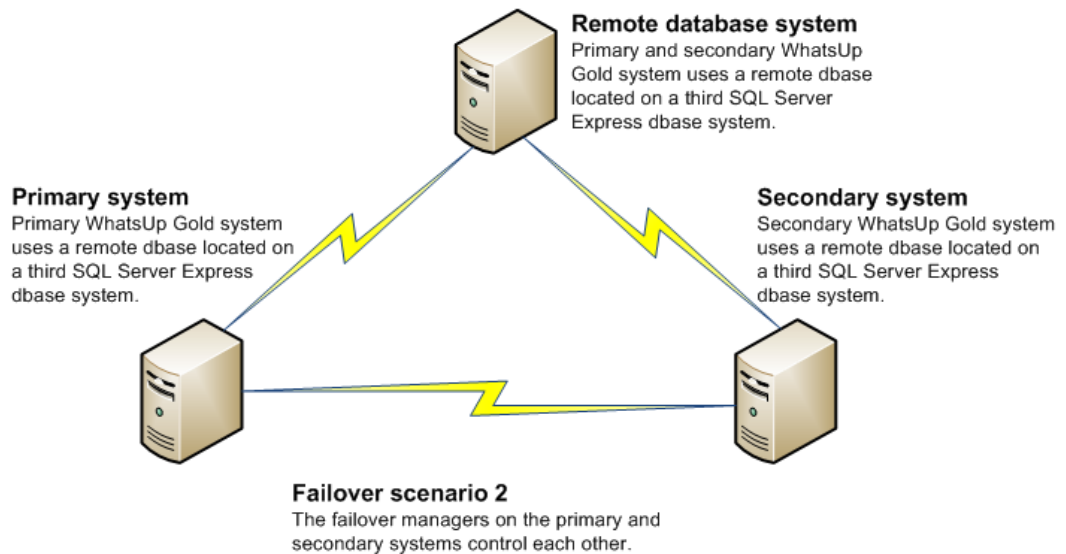 Remote database system
Primary and secondary WhatsUp
Gold system uses a remote dbase
located on a third SQL Server
Express dbase system.
Primary system
Primary WhatsUp Gold system
uses a remote dbase located on
a third SQL Server Express
dbase system.
Secondary system
Secondary WhatsUp Gold system
uses a remote dbase located on
a third SQL Server Express
dbase system.
Failover scenario 2
The failover managers on the primary and
secondary systems control each other.